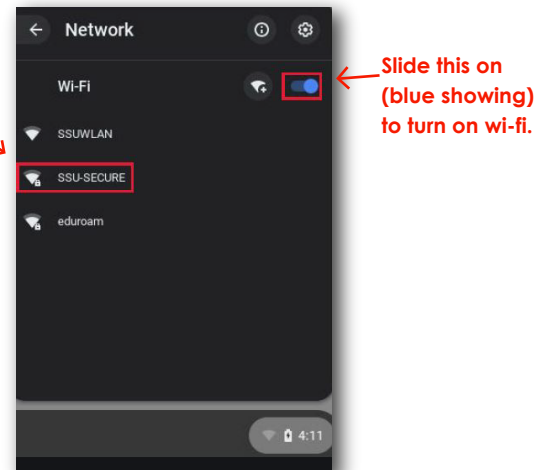 Network
Wi-Fi
Slide this on
(blue showing)
to turn on wi-fi.
SSUWLAN
SSU-SECURE
eduroam
4:11